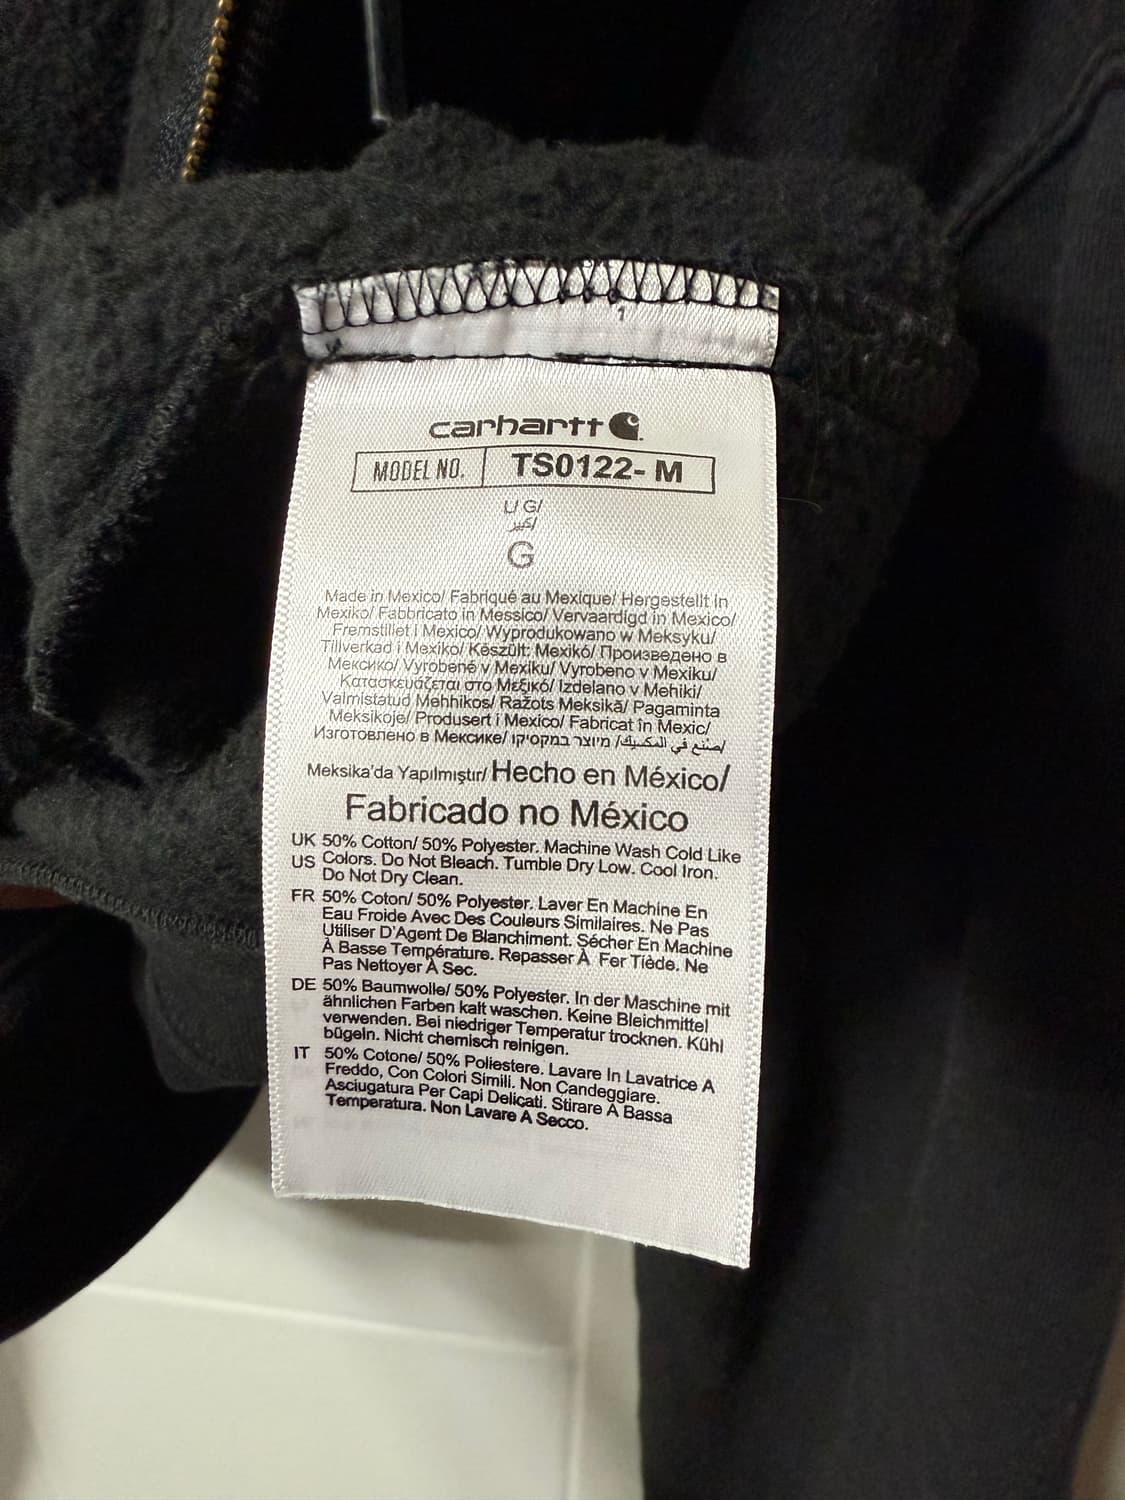 1
carhartt
MODEL NO. TS0122-M
L/ G/
كبير/
G
Made in Mexico/ Fabriqué au Mexique/ Hergestellt in
Mexiko/ Fabbricato in Messico/ Vervaardigd in Mexico/
Fremstillet i Mexico/ Wyprodukowano w Meksyku/
Tillverkad i Mexiko/ Készült: Mexikó/ Произведено в
Мексико/ Vyrobené v Mexiku/ Vyrobeno v Mexiku/
Κατασκευάζεται στο Μεξικό/ Izdelano v Mehiki/
Valmistatud Mehhikos/ Ražots Meksikā/ Pagaminta
Meksikoje/ Produsert i Mexico/ Fabricat în Mexic/
Изготовлено в Мексике/ מיוצר במקסיקו/ صنع في المكسيك/
Meksika'da Yapılmıştır/ Hecho en México/
Fabricado no México
UK 50% Cotton/ 50% Polyester. Machine Wash Cold Like
US Colors. Do Not Bleach. Tumble Dry Low. Cool Iron.
Do Not Dry Clean.
FR 50% Coton/ 50% Polyester. Laver En Machine En
Eau Froide Avec Des Couleurs Similaires. Ne Pas
Utiliser D'Agent De Blanchiment. Sécher En Machine
À Basse Température. Repasser À Fer Tiède. Ne
Pas Nettoyer À Sec.
DE 50% Baumwolle/ 50% Polyester. In der Maschine mit
ähnlichen Farben kalt waschen. Keine Bleichmittel
verwenden. Bei niedriger Temperatur trocknen. Kühl
bügeln. Nicht chemisch reinigen.
IT 50% Cotone/ 50% Poliestere. Lavare In Lavatrice A
Freddo, Con Colori Simili. Non Candeggiare.
Asciugatura Per Capi Delicati. Stirare A Bassa
Temperatura. Non Lavare A Secco.